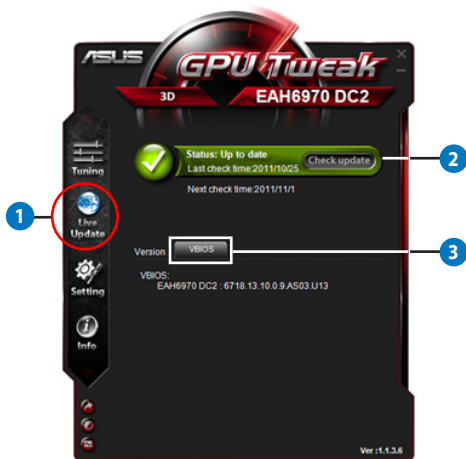 ASUS
GPU Tweak
3D
EAH6970 DC2
Tuning
1
Live
Update
Setting
Info
Status: Up to date
Last check time:2011/10/25
Check update
2
Next check time:2011/11/1
Version
VBIOS
3
VBIOS:
EAH6970 DC2 : 6718.13.10.0.9.AS03.U13
Ver :1.1.3.6